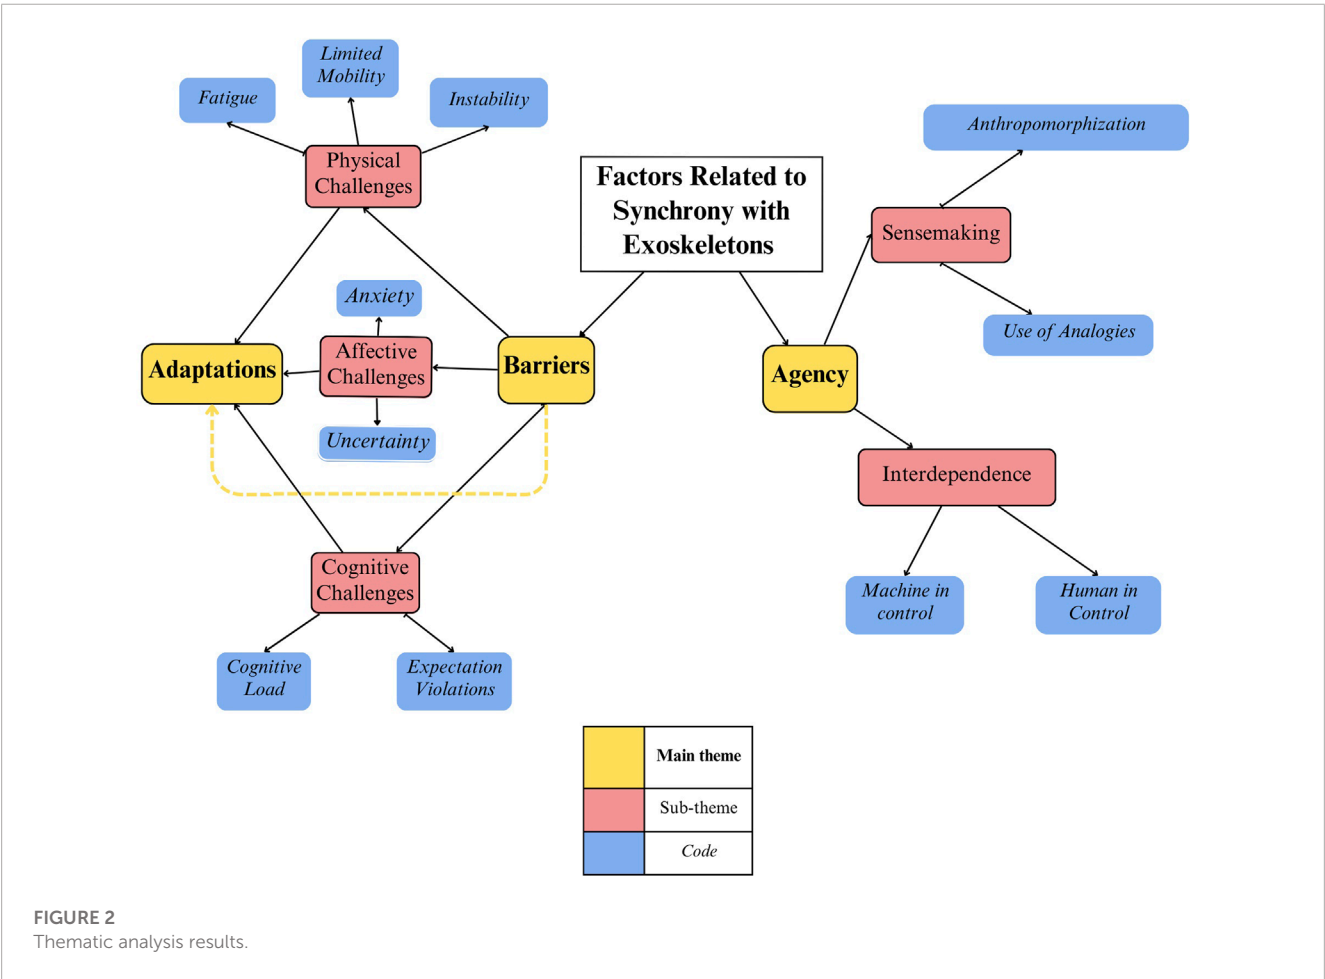 Limited
Mobility
Fatigue
Instability
Physical
Challenges
Factors Related to
Synchrony with
Exoskeletons
Anthropomorphization
Sensemaking
Use of Analogies
Anxiety
Affective
Challenges
Adaptations
Barriers
Agency
Uncertainty
Interdependence
Machine in
control
Human in
Control
Cognitive
Challenges
Cognitive
Load
Expectation
Violations
Main theme
Sub-theme
Code
FIGURE 2
Thematic analysis results.